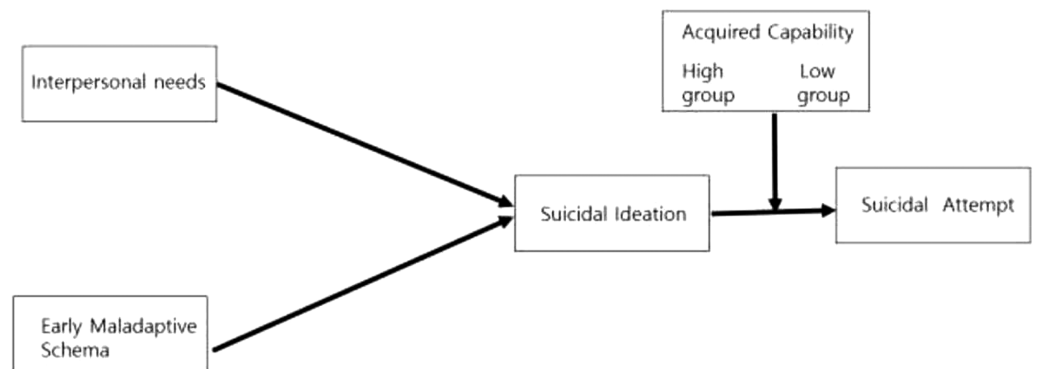 Acquired Capability
High Low
group group
Interpersonal needs
Suicidal Ideation
Suicidal Attempt
Early Maladaptive
Schema